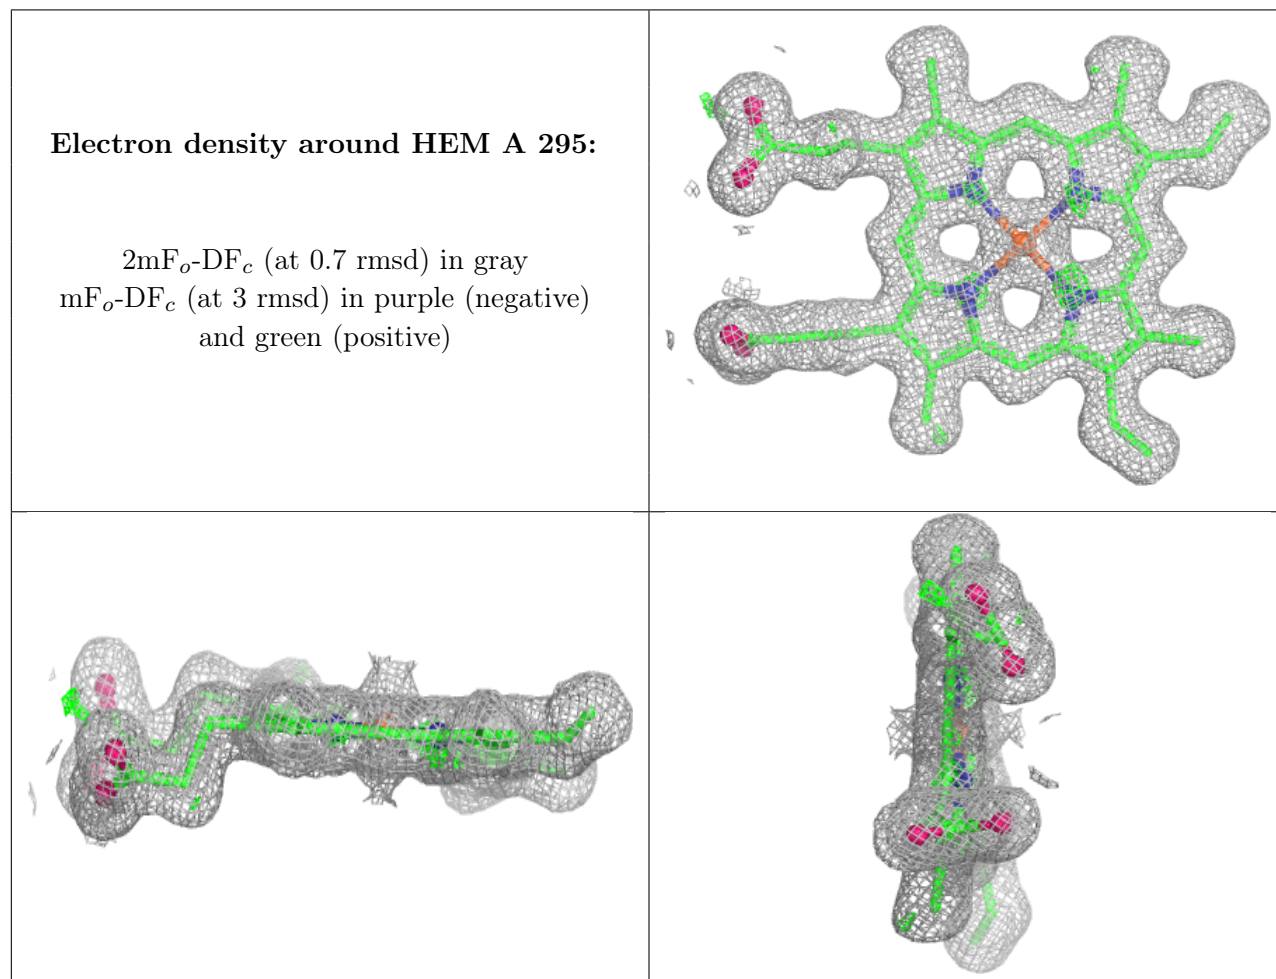 Electron density around HEM A 295:
2mFo-DFc (at 0.7 rmsd) in gray
mFo-DFc (at 3 rmsd) in purple (negative)
and green (positive)